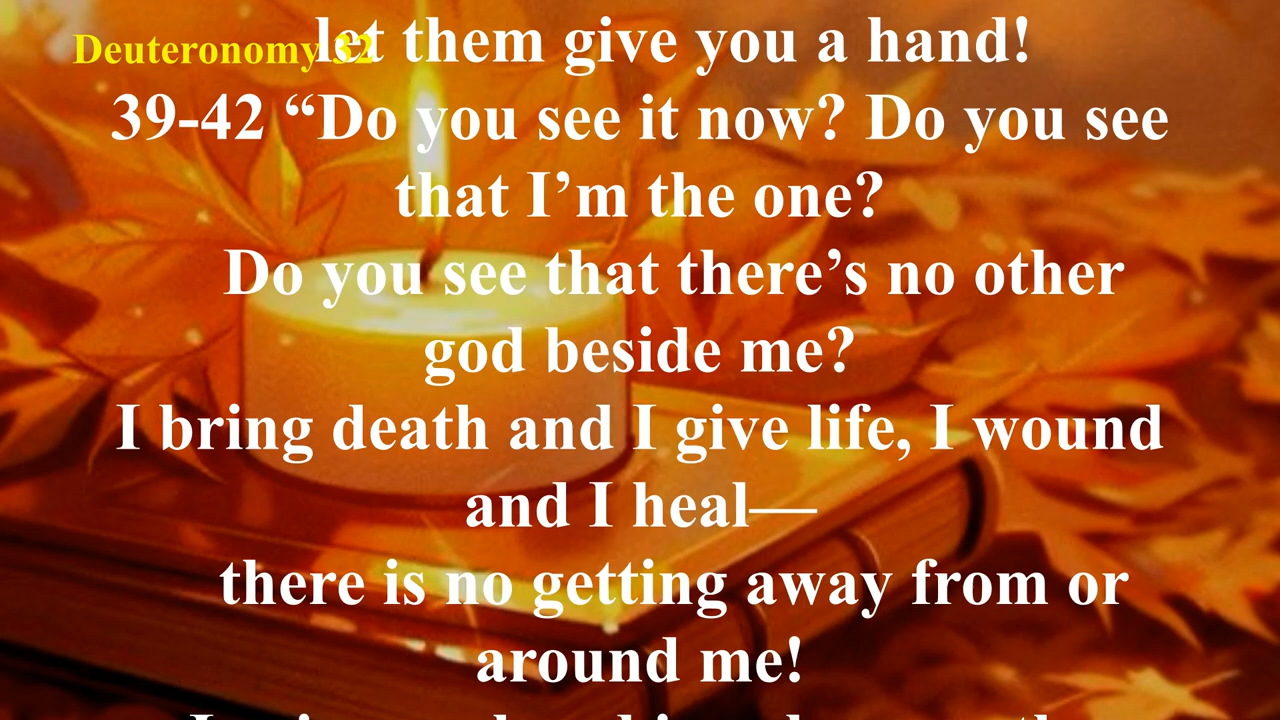 Deuteronomy 32
let them give you a hand!
39-42 “Do you see it now? Do you see
that I’m the one?
Do you see that there’s no other
god beside me?
I bring death and I give life, I wound
and I heal—
there is no getting away from or
around me!